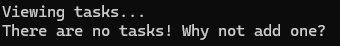 Viewing tasks...
There are no tasks! Why not add one?